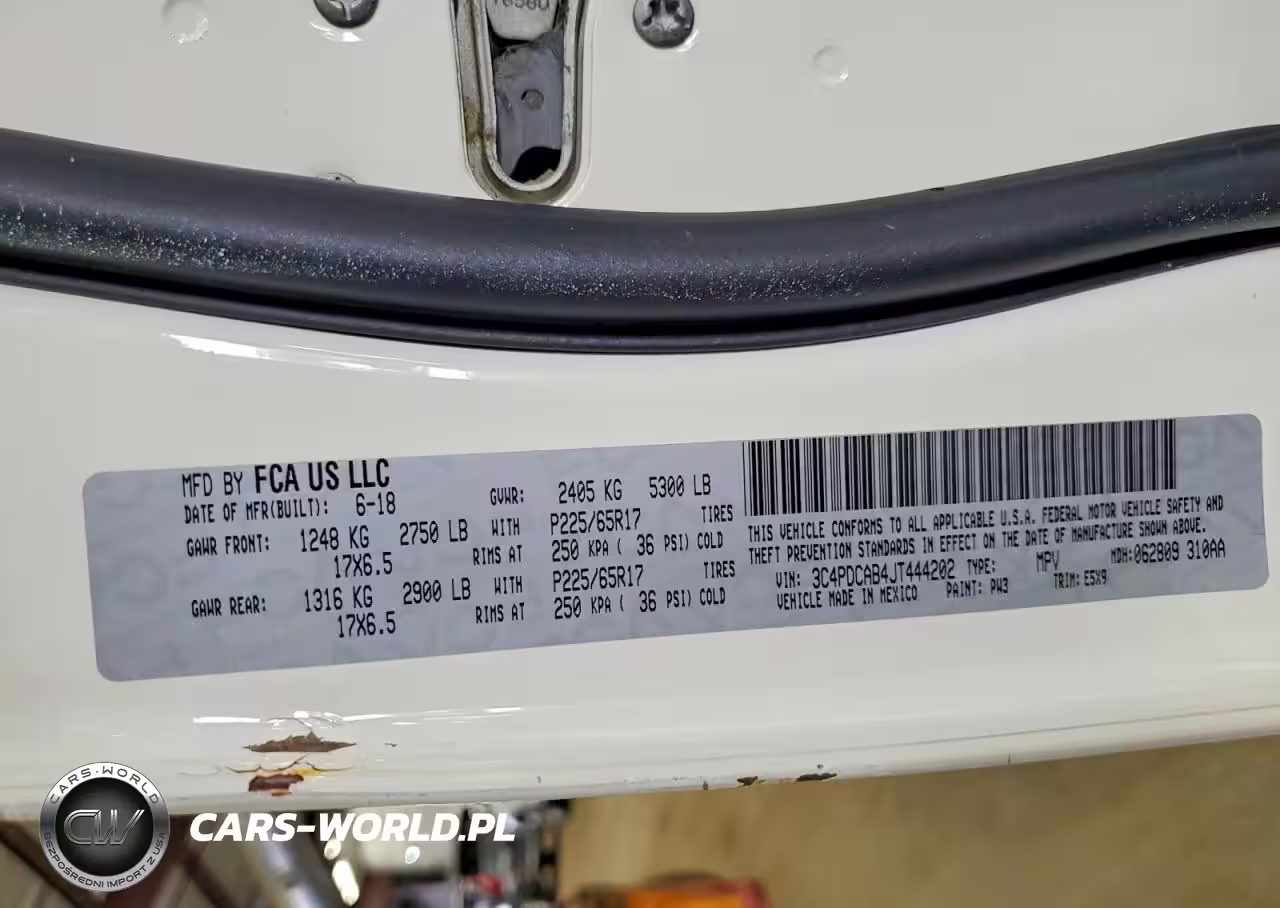 76580
MFD BY FCA US LLC
DATE OF MFR(BUILT): 6-18
GVWR: 2405 KG 5300 LB
GAWR FRONT: 1248 KG 2750 LB WITH P225/65R17 TIRES
17X6.5 RIMS AT 250 KPA ( 36 PSI) COLD
GAWR REAR: 1316 KG 2900 LB WITH P225/65R17 TIRES
17X6.5 RIMS AT 250 KPA ( 36 PSI) COLD
THIS VEHICLE CONFORMS TO ALL APPLICABLE U.S.A. FEDERAL MOTOR VEHICLE SAFETY AND
THEFT PREVENTION STANDARDS IN EFFECT ON THE DATE OF MANUFACTURE SHOWN ABOVE.
VIN: 3C4PDCAB4JT444202 TYPE: MPV MDH:062809 310AA
VEHICLE MADE IN MEXICO PAINT: PW3 TRIM: E5X9
CARS-WORLD
CW
BEZPOŚREDNI IMPORT Z USA
CARS-WORLD.PL